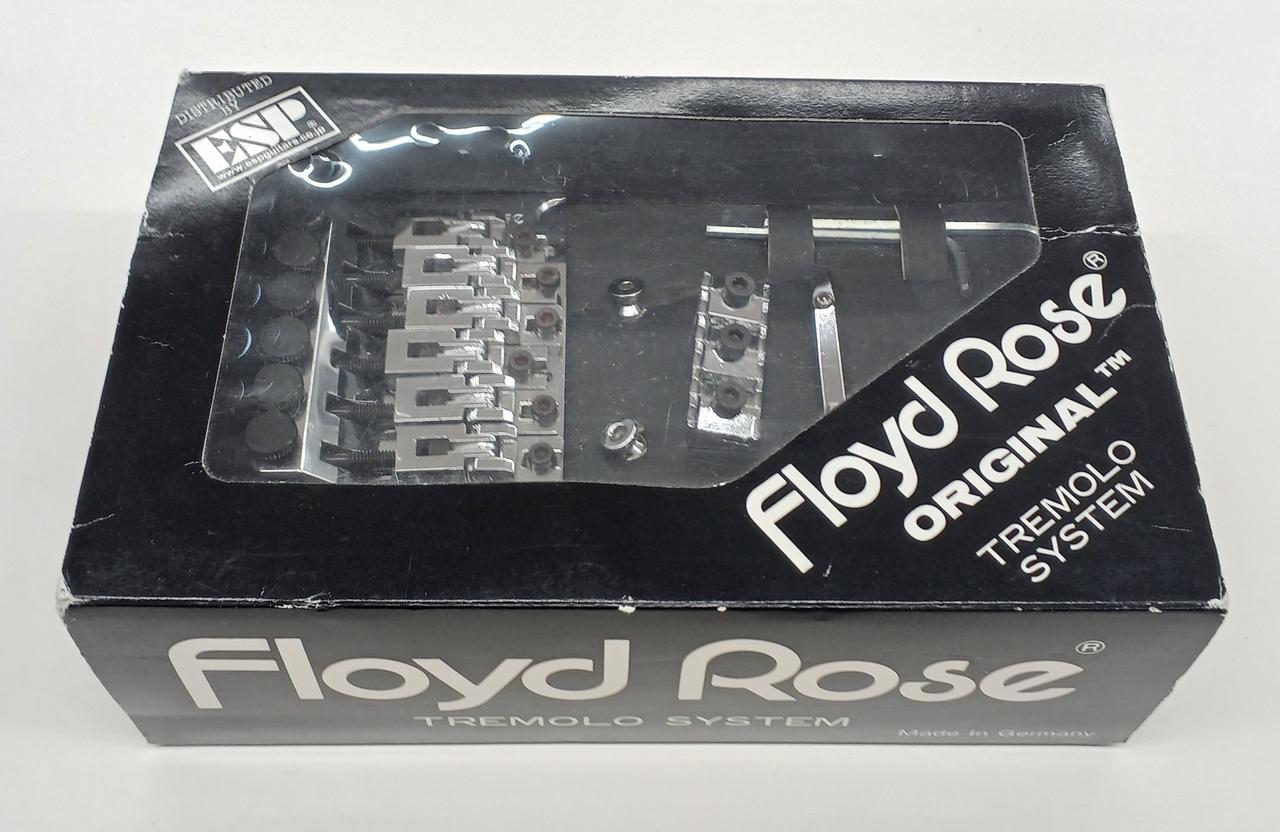 DISTRIBUTED
BY
ESP®
www.espguitars.co.jp
Floyd Rose®
ORIGINAL™
TREMOLO
SYSTEM
Floyd Rose®
TREMOLO SYSTEM
Made in Germany